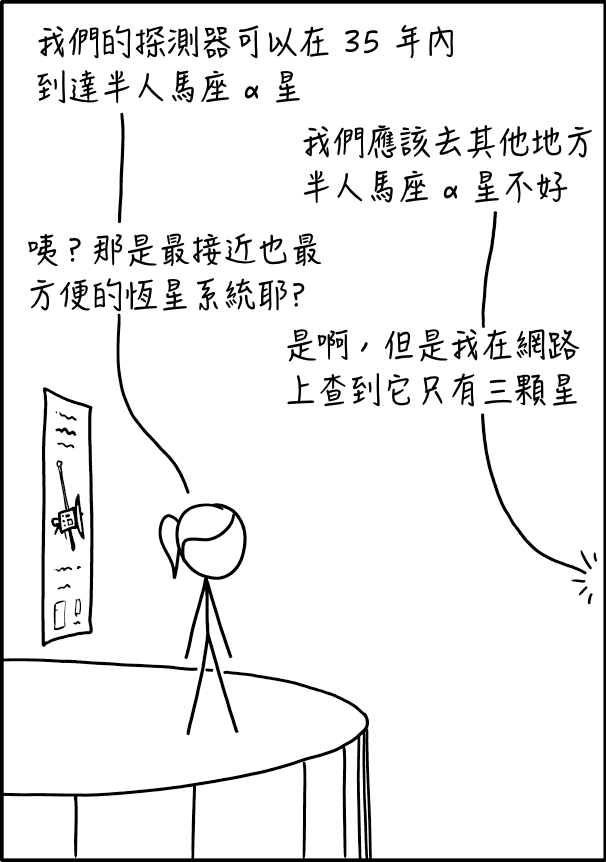 我們的探測器可以在 35 年內
到達半人馬座 α 星
我們應該去其他地方
半人馬座 α 星不好
咦？那是最接近也最
方便的恆星系統耶？
是啊，但是我在網路
上查到它只有三顆星